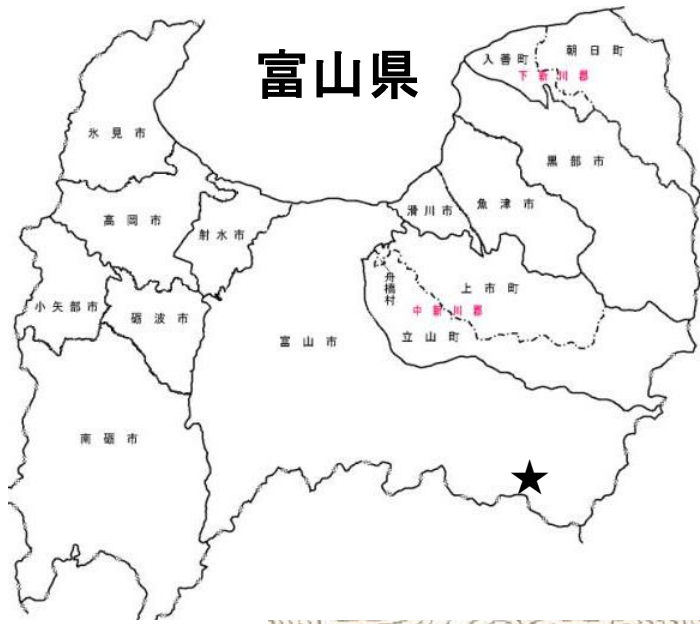 富山県
朝日町
入善町
下新川郡
氷見市
黒部市
魚津市
滑川市
高岡市
射水市
舟橋村
上市町
中新川郡
小矢部市
砺波市
立山町
富山市
南砺市